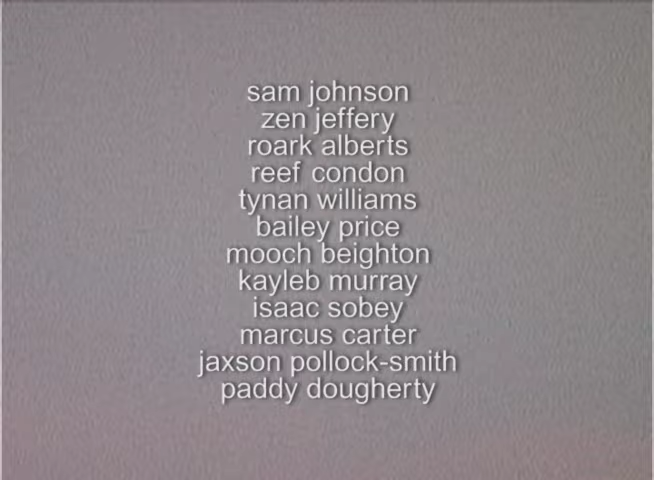 sam johnson
zen jeffery
roark alberts
reef condon
tynan williams
bailey price
mooch beighton
kayleb murray
isaac sobey
marcus carter
jaxson pollock-smith
paddy dougherty